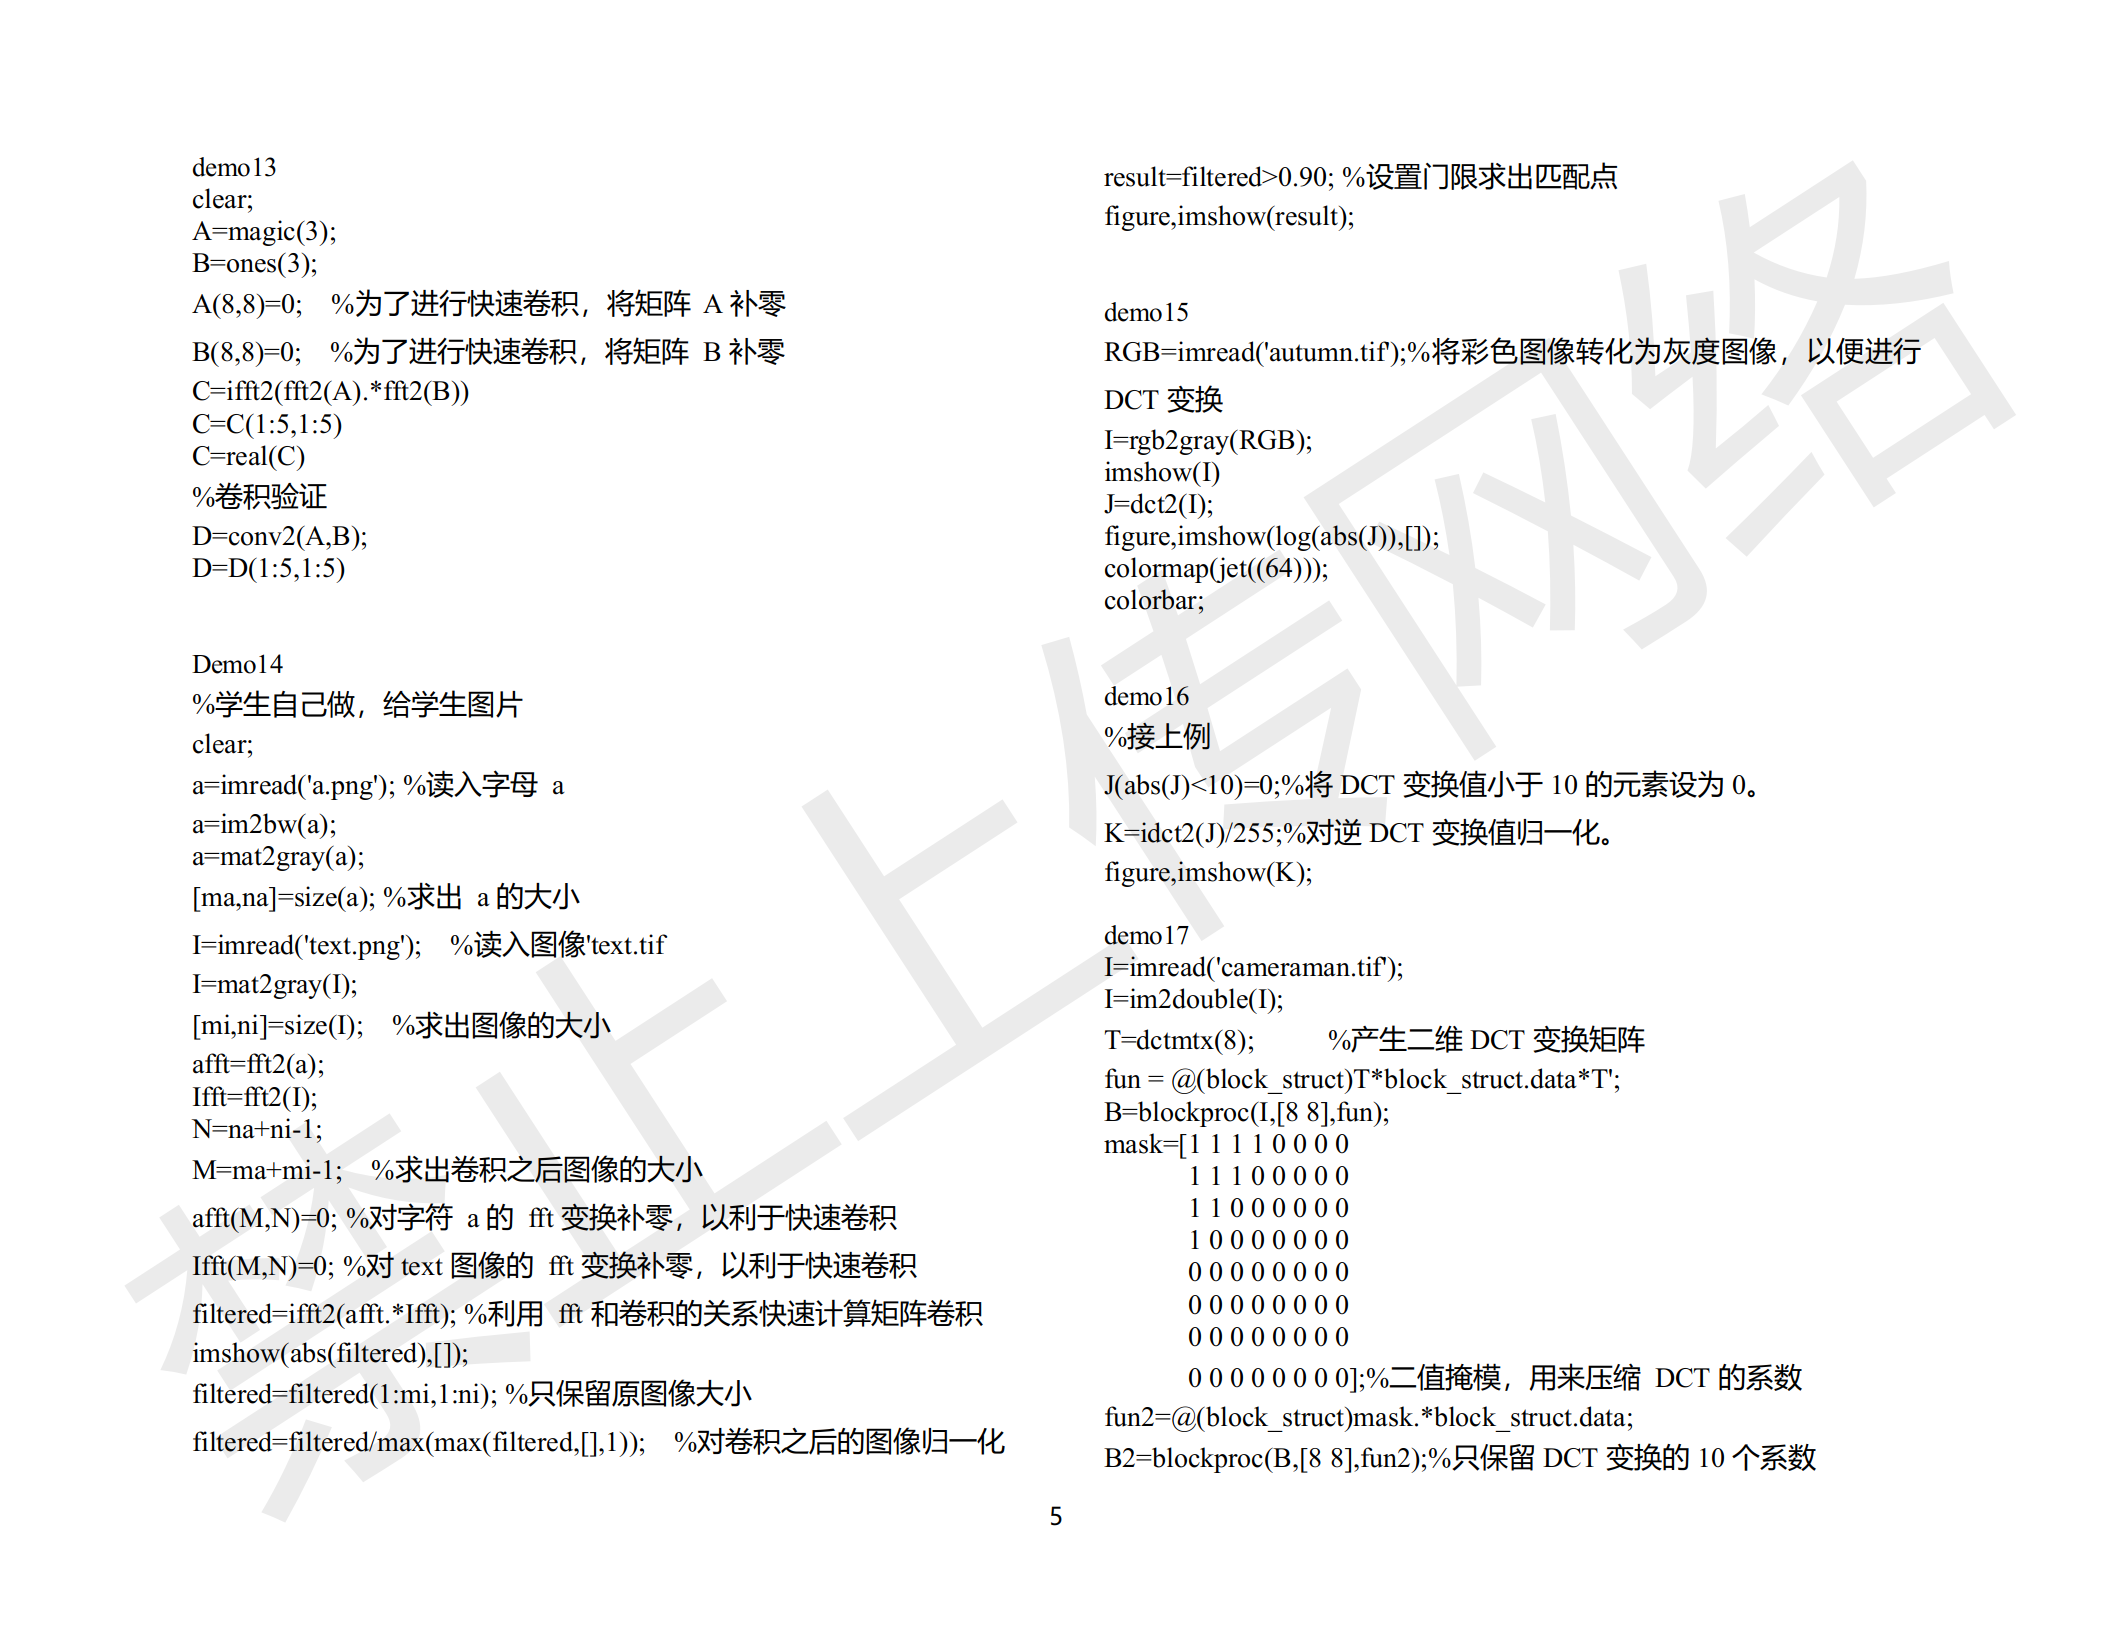 demo13
clear;
A=magic(3);
B=ones(3);
A(8,8)=0;    %为了进行快速卷积，将矩阵 A 补零
B(8,8)=0;    %为了进行快速卷积，将矩阵 B 补零
C=ifft2(fft2(A).*fft2(B))
C=C(1:5,1:5)
C=real(C)
%卷积验证
D=conv2(A,B);
D=D(1:5,1:5)
Demo14
%学生自己做，给学生图片
clear;
a=imread('a.png'); %读入字母 a
a=im2bw(a);
a=mat2gray(a);
[ma,na]=size(a); %求出 a 的大小
I=imread('text.png');    %读入图像'text.tif
I=mat2gray(I);
[mi,ni]=size(I);    %求出图像的大小
afft=fft2(a);
Ifft=fft2(I);
N=na+ni-1;
M=ma+mi-1;    %求出卷积之后图像的大小
afft(M,N)=0; %对字符 a 的 fft 变换补零，以利于快速卷积
Ifft(M,N)=0; %对 text 图像的 fft 变换补零，以利于快速卷积
filtered=ifft2(afft.*Ifft); %利用 fft 和卷积的关系快速计算矩阵卷积
imshow(abs(filtered),[]);
filtered=filtered(1:mi,1:ni); %只保留原图像大小
filtered=filtered/max(max(filtered,[],1));    %对卷积之后的图像归一化
result=filtered>0.90; %设置门限求出匹配点
figure,imshow(result);
demo15
RGB=imread('autumn.tif');%将彩色图像转化为灰度图像，以便进行
DCT 变换
I=rgb2gray(RGB);
imshow(I)
J=dct2(I);
figure,imshow(log(abs(J)),[]);
colormap(jet((64)));
colorbar;
demo16
%接上例
J(abs(J)<10)=0;%将 DCT 变换值小于 10 的元素设为 0。
K=idct2(J)/255;%对逆 DCT 变换值归一化。
figure,imshow(K);
demo17
I=imread('cameraman.tif');
I=im2double(I);
T=dctmtx(8);          %产生二维 DCT 变换矩阵
fun = @(block_struct)T*block_struct.data*T';
B=blockproc(I,[8 8],fun);
mask=[1 1 1 1 0 0 0 0
1 1 1 0 0 0 0 0
1 1 0 0 0 0 0 0
1 0 0 0 0 0 0 0
0 0 0 0 0 0 0 0
0 0 0 0 0 0 0 0
0 0 0 0 0 0 0 0
0 0 0 0 0 0 0 0];%二值掩模，用来压缩 DCT 的系数
fun2=@(block_struct)mask.*block_struct.data;
B2=blockproc(B,[8 8],fun2);%只保留 DCT 变换的 10 个系数
5
禁止上传网络